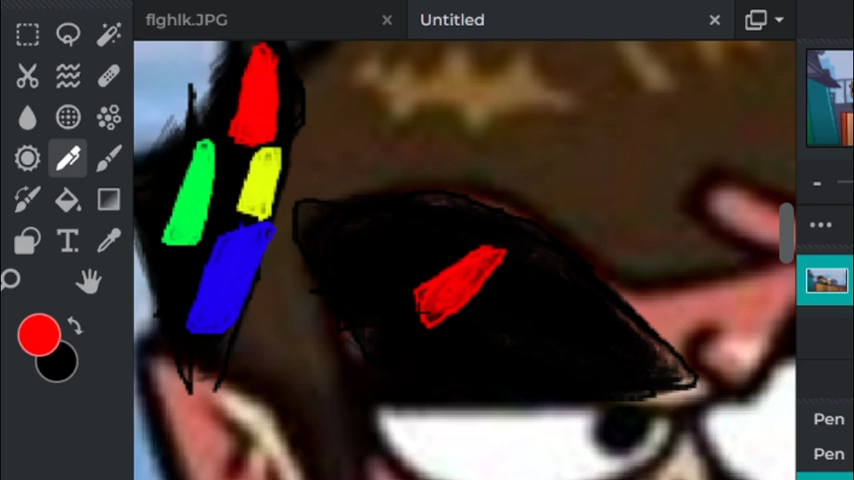 flghlk.JPG
Untitled
T.
Pen
Pen